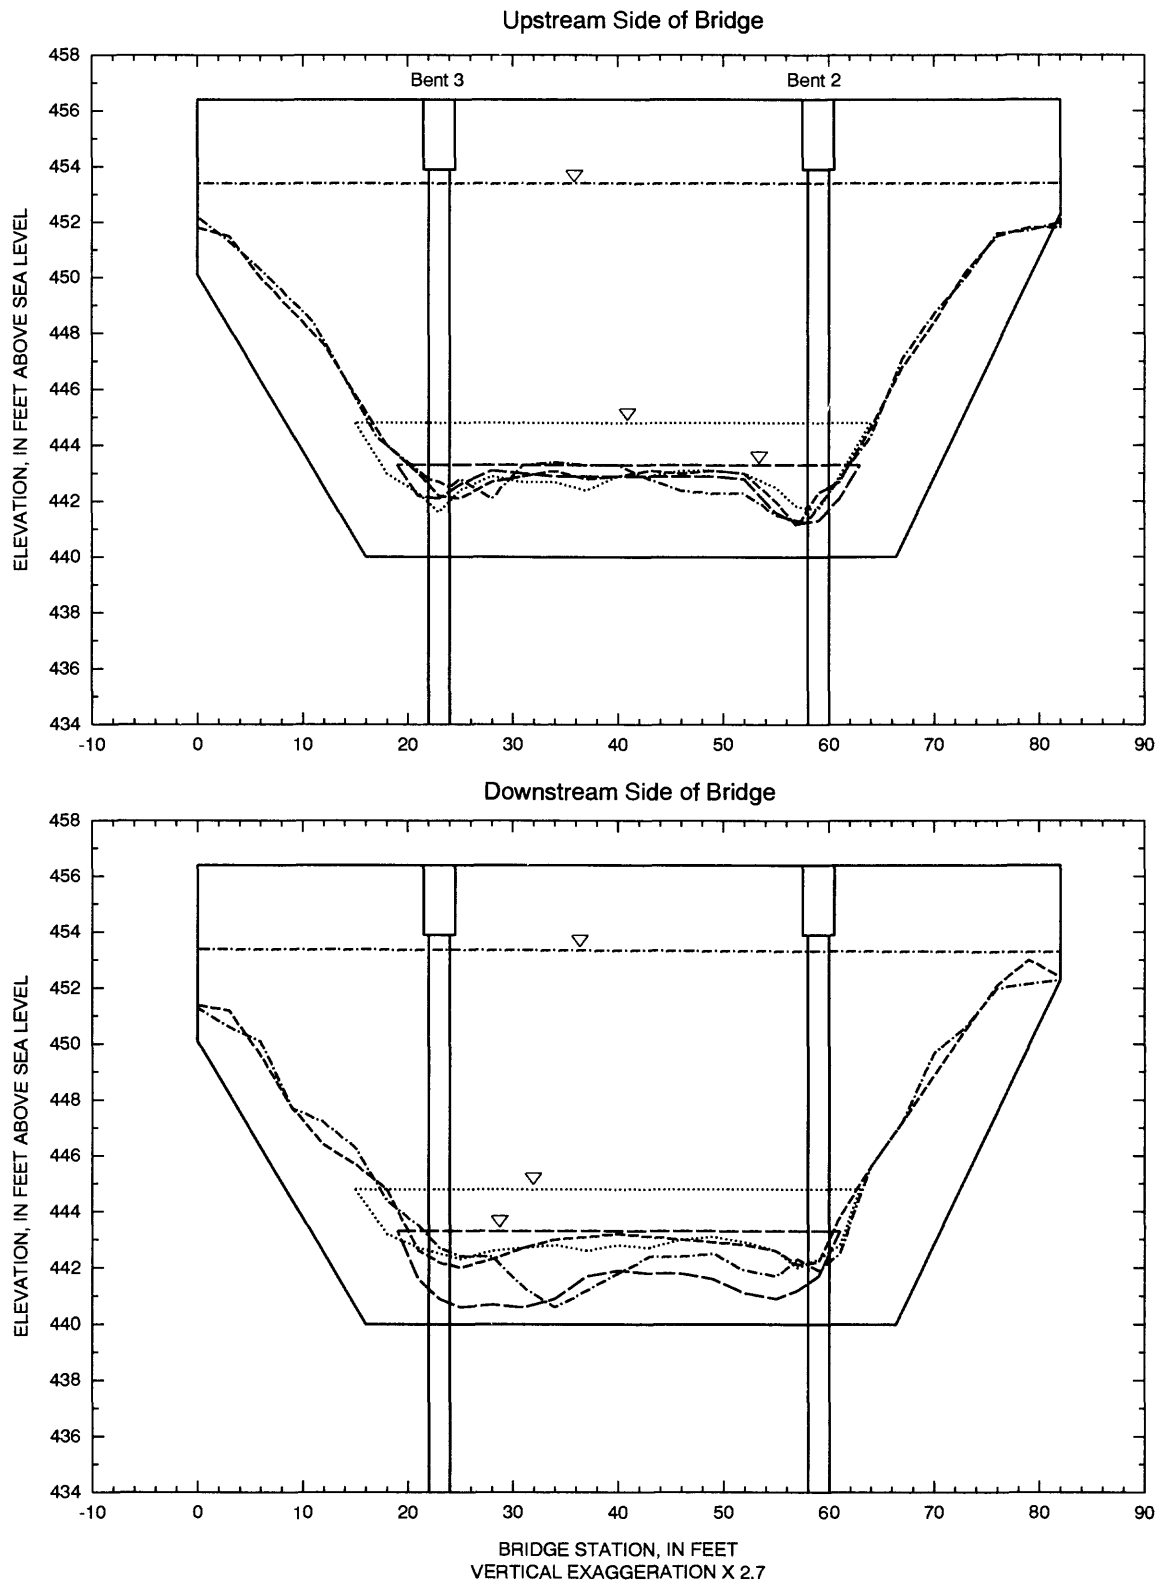 Upstream Side of Bridge
458
Bent 3 Bent 2
456
454
452
450
448
446
444
442
440
438
436
434
-10 0 10 20 30 40 50 60 70 80 90
ELEVATION, IN FEET ABOVE SEA LEVEL
Downstream Side of Bridge
458
456
454
452
450
448
446
444
442
440
438
436
434
-10 0 10 20 30 40 50 60 70 80 90
ELEVATION, IN FEET ABOVE SEA LEVEL
BRIDGE STATION, IN FEET
VERTICAL EXAGGERATION X 2.7